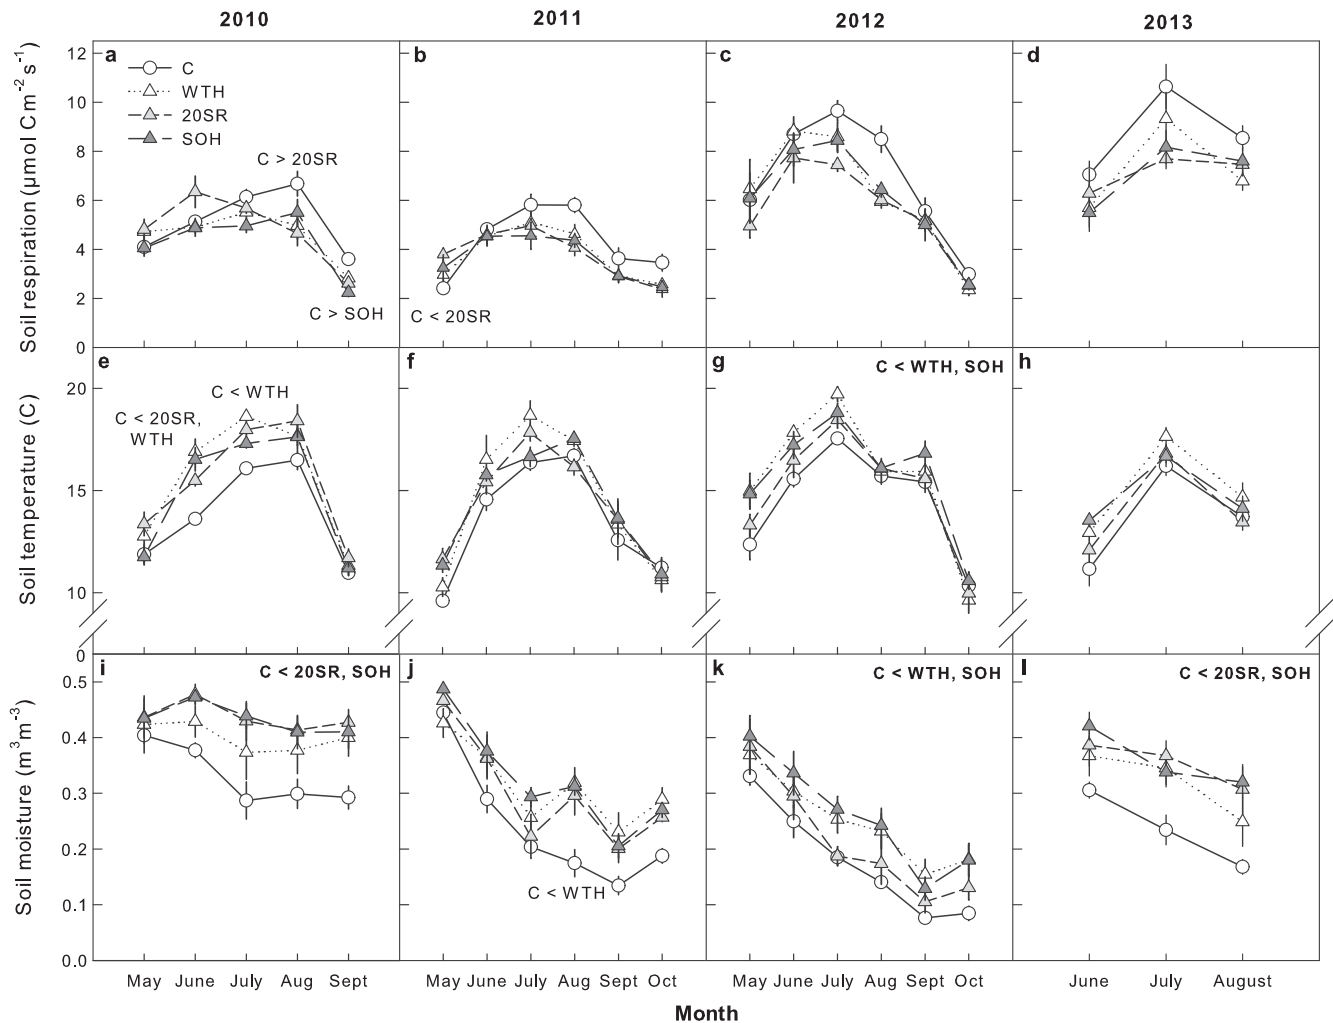 2010 2011 2012 2013
Soil respiration (µmol C m⁻² s⁻¹)
12
10
8
6
4
2
0
a
C
WTH
20SR
SOH
C > 20SR
C > SOH
b
C < 20SR
c
d
Soil temperature (C)
20
15
10
0
e
C < 20SR,
WTH
C < WTH
f
g
C < WTH, SOH
h
Soil moisture (m³ m⁻³)
0.5
0.4
0.3
0.2
0.1
0.0
i
C < 20SR, SOH
j
C < WTH
k
C < WTH, SOH
l
C < 20SR, SOH
May June July Aug Sept
May June July Aug Sept Oct
May June July Aug Sept Oct
June July August
Month